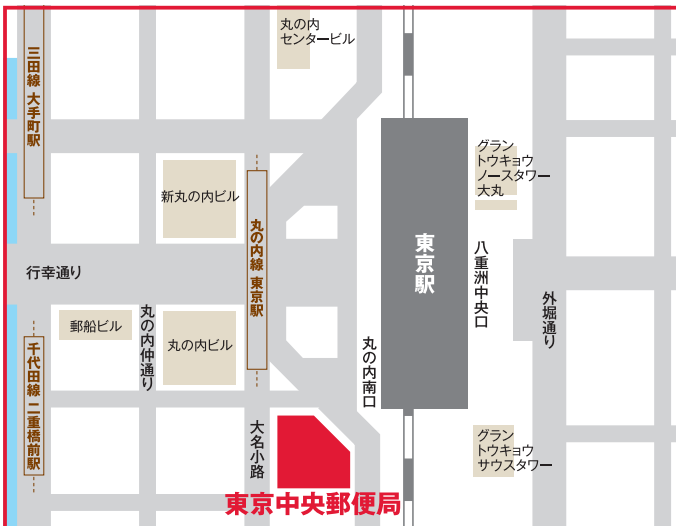 丸の内
センタービル
三田線 大手町駅
グラン
トウキョウ
ノースタワー
大丸
新丸の内ビル
丸の内線 東京駅
東京駅
八重洲中央口
行幸通り
外堀通り
郵船ビル
丸の内仲通り
丸の内ビル
丸の内南口
千代田線 二重橋前駅
大名小路
グラン
トウキョウ
サウスタワー
東京中央郵便局